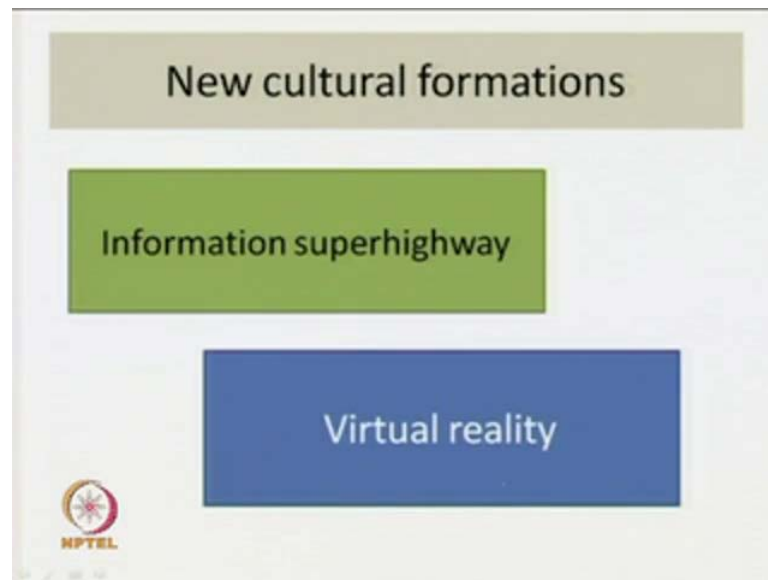 New cultural formations
Information superhighway
Virtual reality
NPTEL